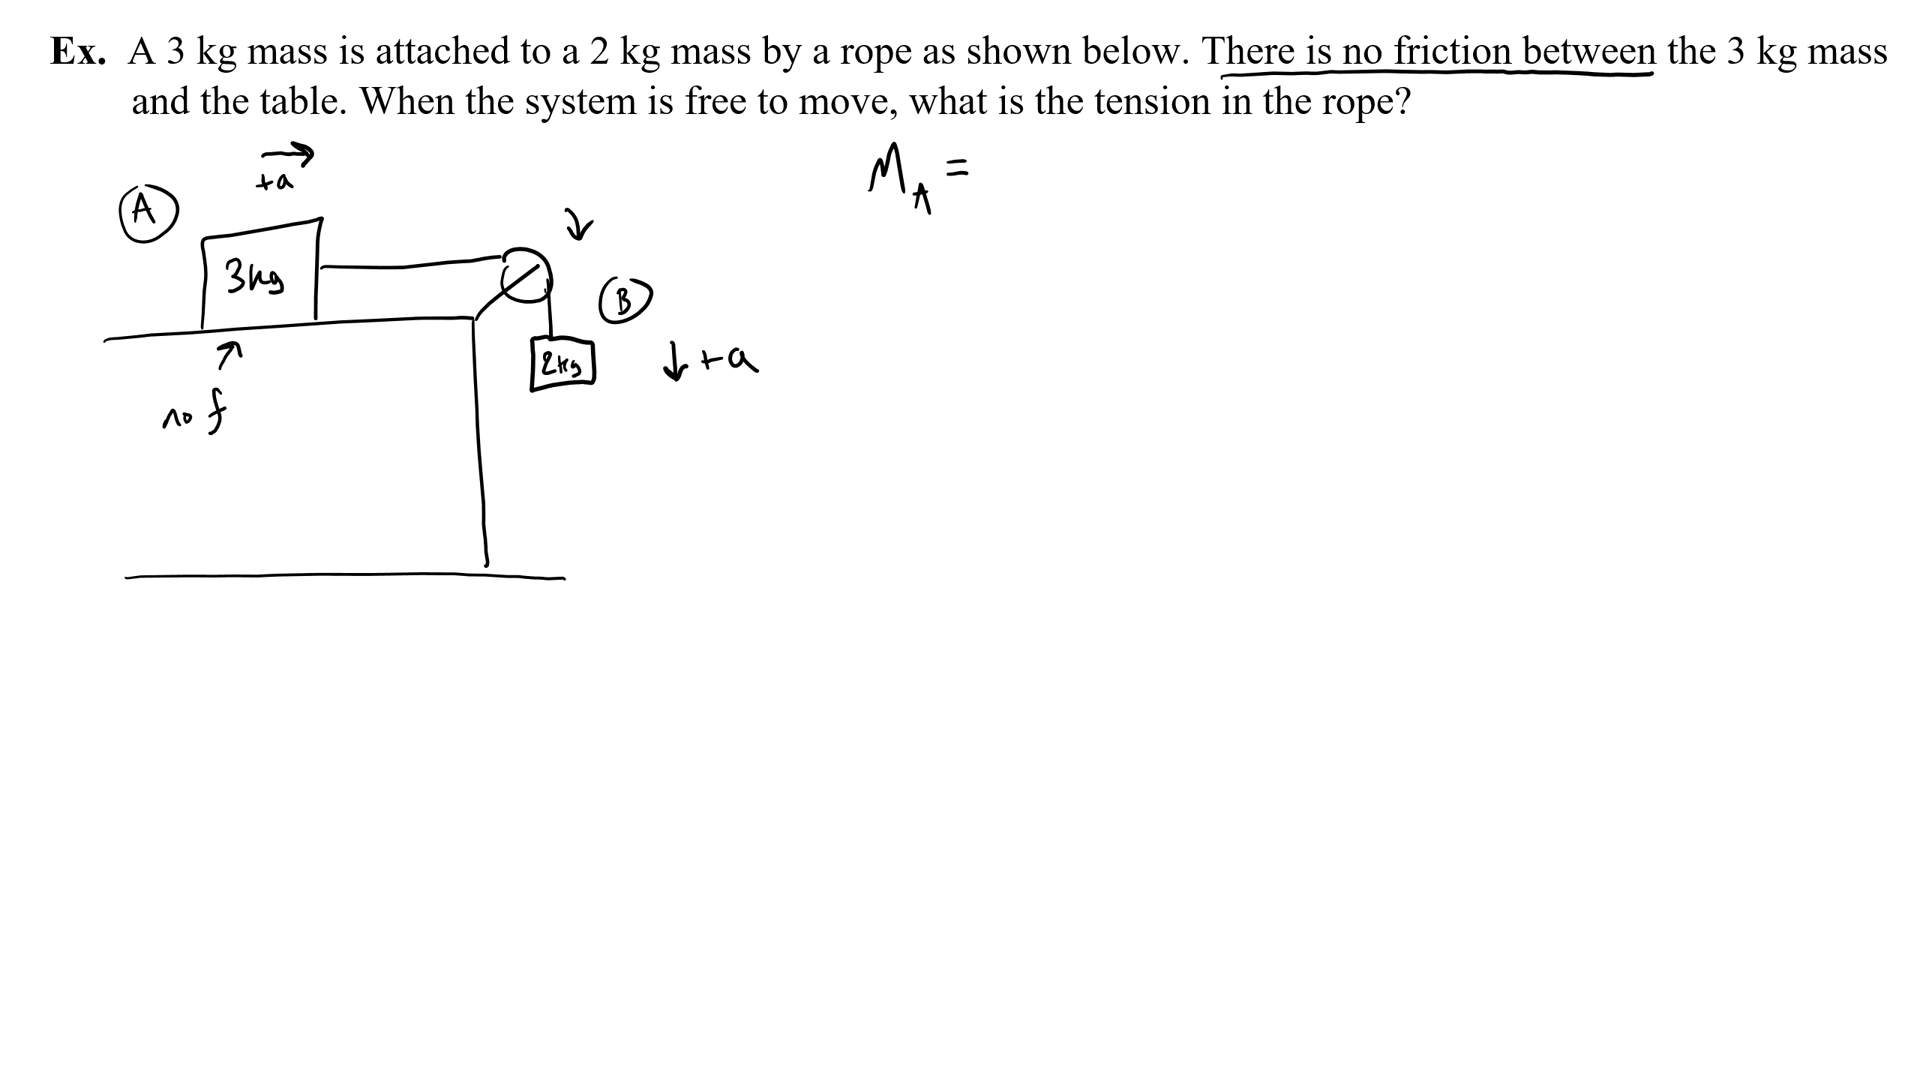 Ex. A 3 kg mass is attached to a 2 kg mass by a rope as shown below. There is no friction between the 3 kg mass
and the table. When the system is free to move, what is the tension in the rope?
+a
A
M_A =
3kg
B
2kg
+a
no f